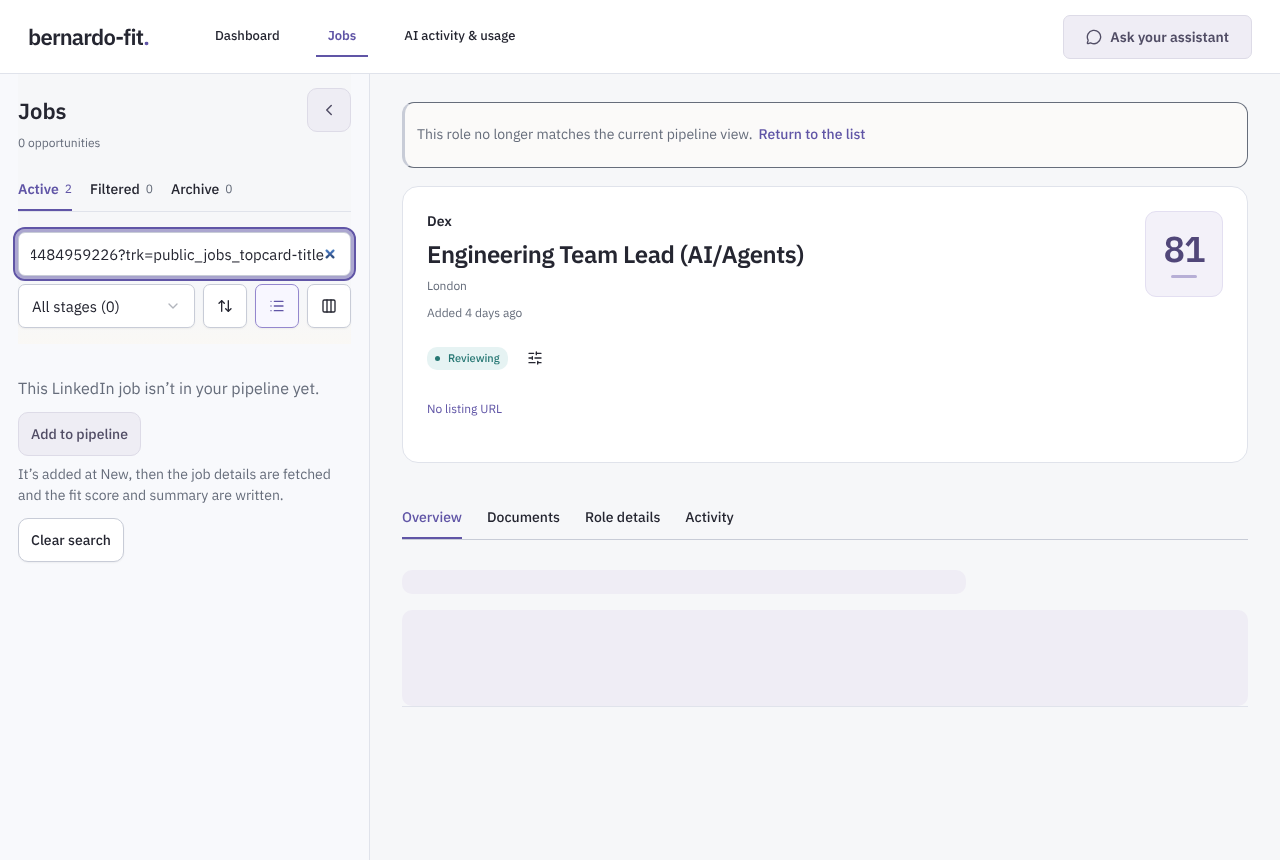 bernardo-fit.
Dashboard
Jobs
AI activity & usage
Ask your assistant
Jobs
0 opportunities
Active 2
Filtered 0
Archive 0
4484959226?trk=public_jobs_topcard-title
All stages (0)
This LinkedIn job isn’t in your pipeline yet.
Add to pipeline
It’s added at New, then the job details are fetched
and the fit score and summary are written.
Clear search
This role no longer matches the current pipeline view. Return to the list
Dex
Engineering Team Lead (AI/Agents)
81
London
Added 4 days ago
Reviewing
No listing URL
Overview
Documents
Role details
Activity